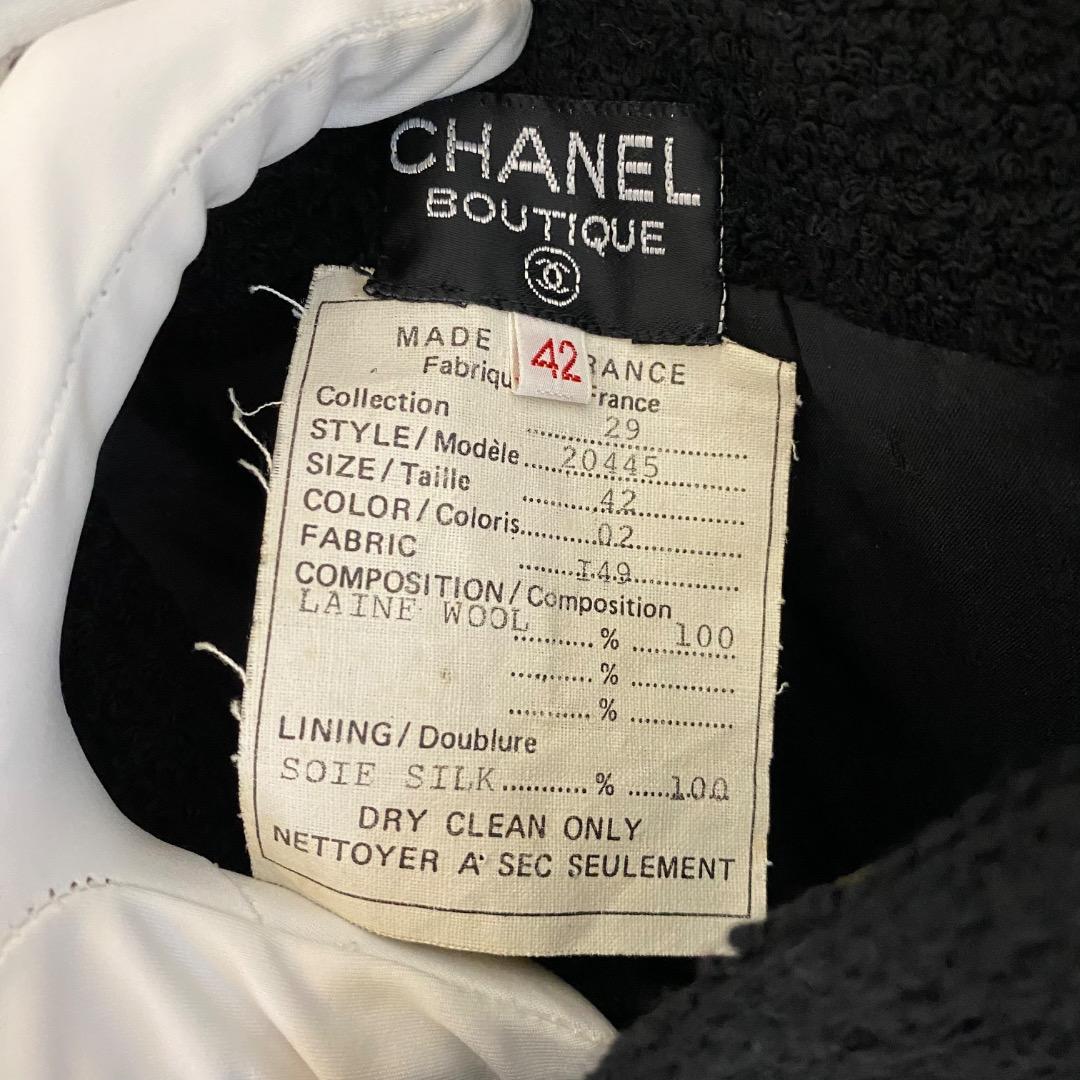 CHANEL
BOUTIQUE
42
MADE RANCE
Fabriqu rance
Collection ............ 29
STYLE/Modèle..... 20445
SIZE/Taille ............ 42
COLOR/Coloris............ 02
FABRIC ............ I49
COMPOSITION/Composition
LAINE WOOL............ % 100
............ % ............
............ % ............
LINING/Doublure
SOIE SILK............ % ......100
DRY CLEAN ONLY
NETTOYER A' SEC SEULEMENT